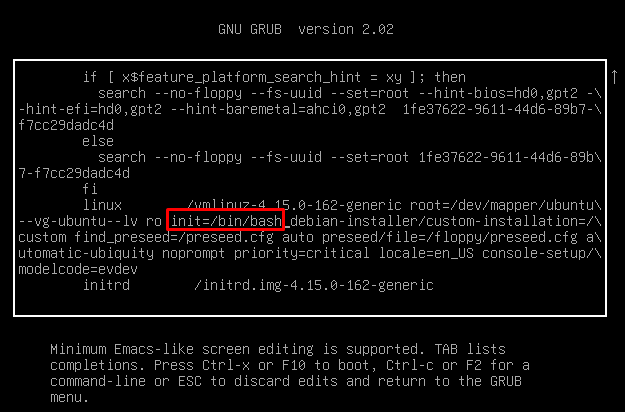 GNU GRUB  version 2.02
if [ x$feature_platform_search_hint = xy ]; then
search --no-floppy --fs-uuid --set=root --hint-bios=hd0,gpt2 -\
-hint-efi=hd0,gpt2 --hint-baremetal=ahci0,gpt2  1fe37622-9611-44d6-89b7-\
f7cc29dadc4d
else
search --no-floppy --fs-uuid --set=root 1fe37622-9611-44d6-89b\
7-f7cc29dadc4d
fi
linux        /vmlinuz-4.15.0-162-generic root=/dev/mapper/ubuntu\
--vg-ubuntu--lv ro init=/bin/bash_debian-installer/custom-installation=/\
custom find_preseed=/preseed.cfg auto preseed/file=/floppy/preseed.cfg a\
utomatic-ubiquity noprompt priority=critical locale=en_US console-setup/\
modelcode=evdev
initrd        /initrd.img-4.15.0-162-generic
Minimum Emacs-like screen editing is supported. TAB lists
completions. Press Ctrl-x or F10 to boot, Ctrl-c or F2 for a
command-line or ESC to discard edits and return to the GRUB
menu.